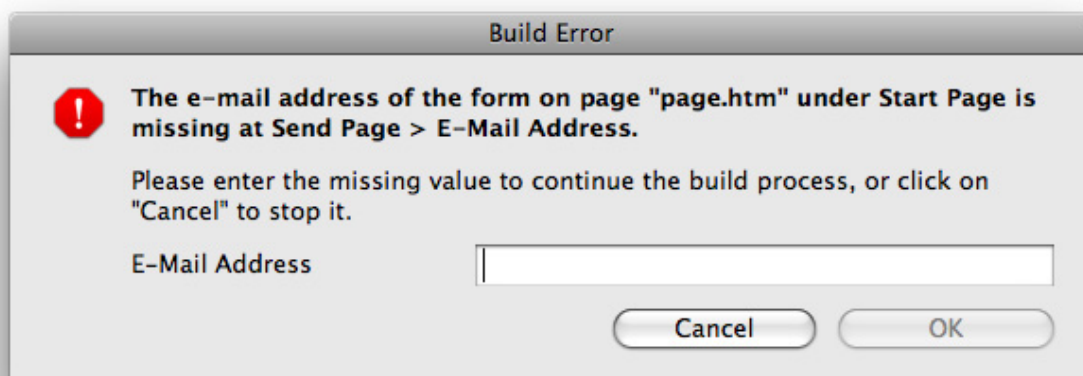 Build Error
The e-mail address of the form on page "page.htm" under Start Page is
missing at Send Page > E-Mail Address.
Please enter the missing value to continue the build process, or click on
"Cancel" to stop it.
E-Mail Address
Cancel OK